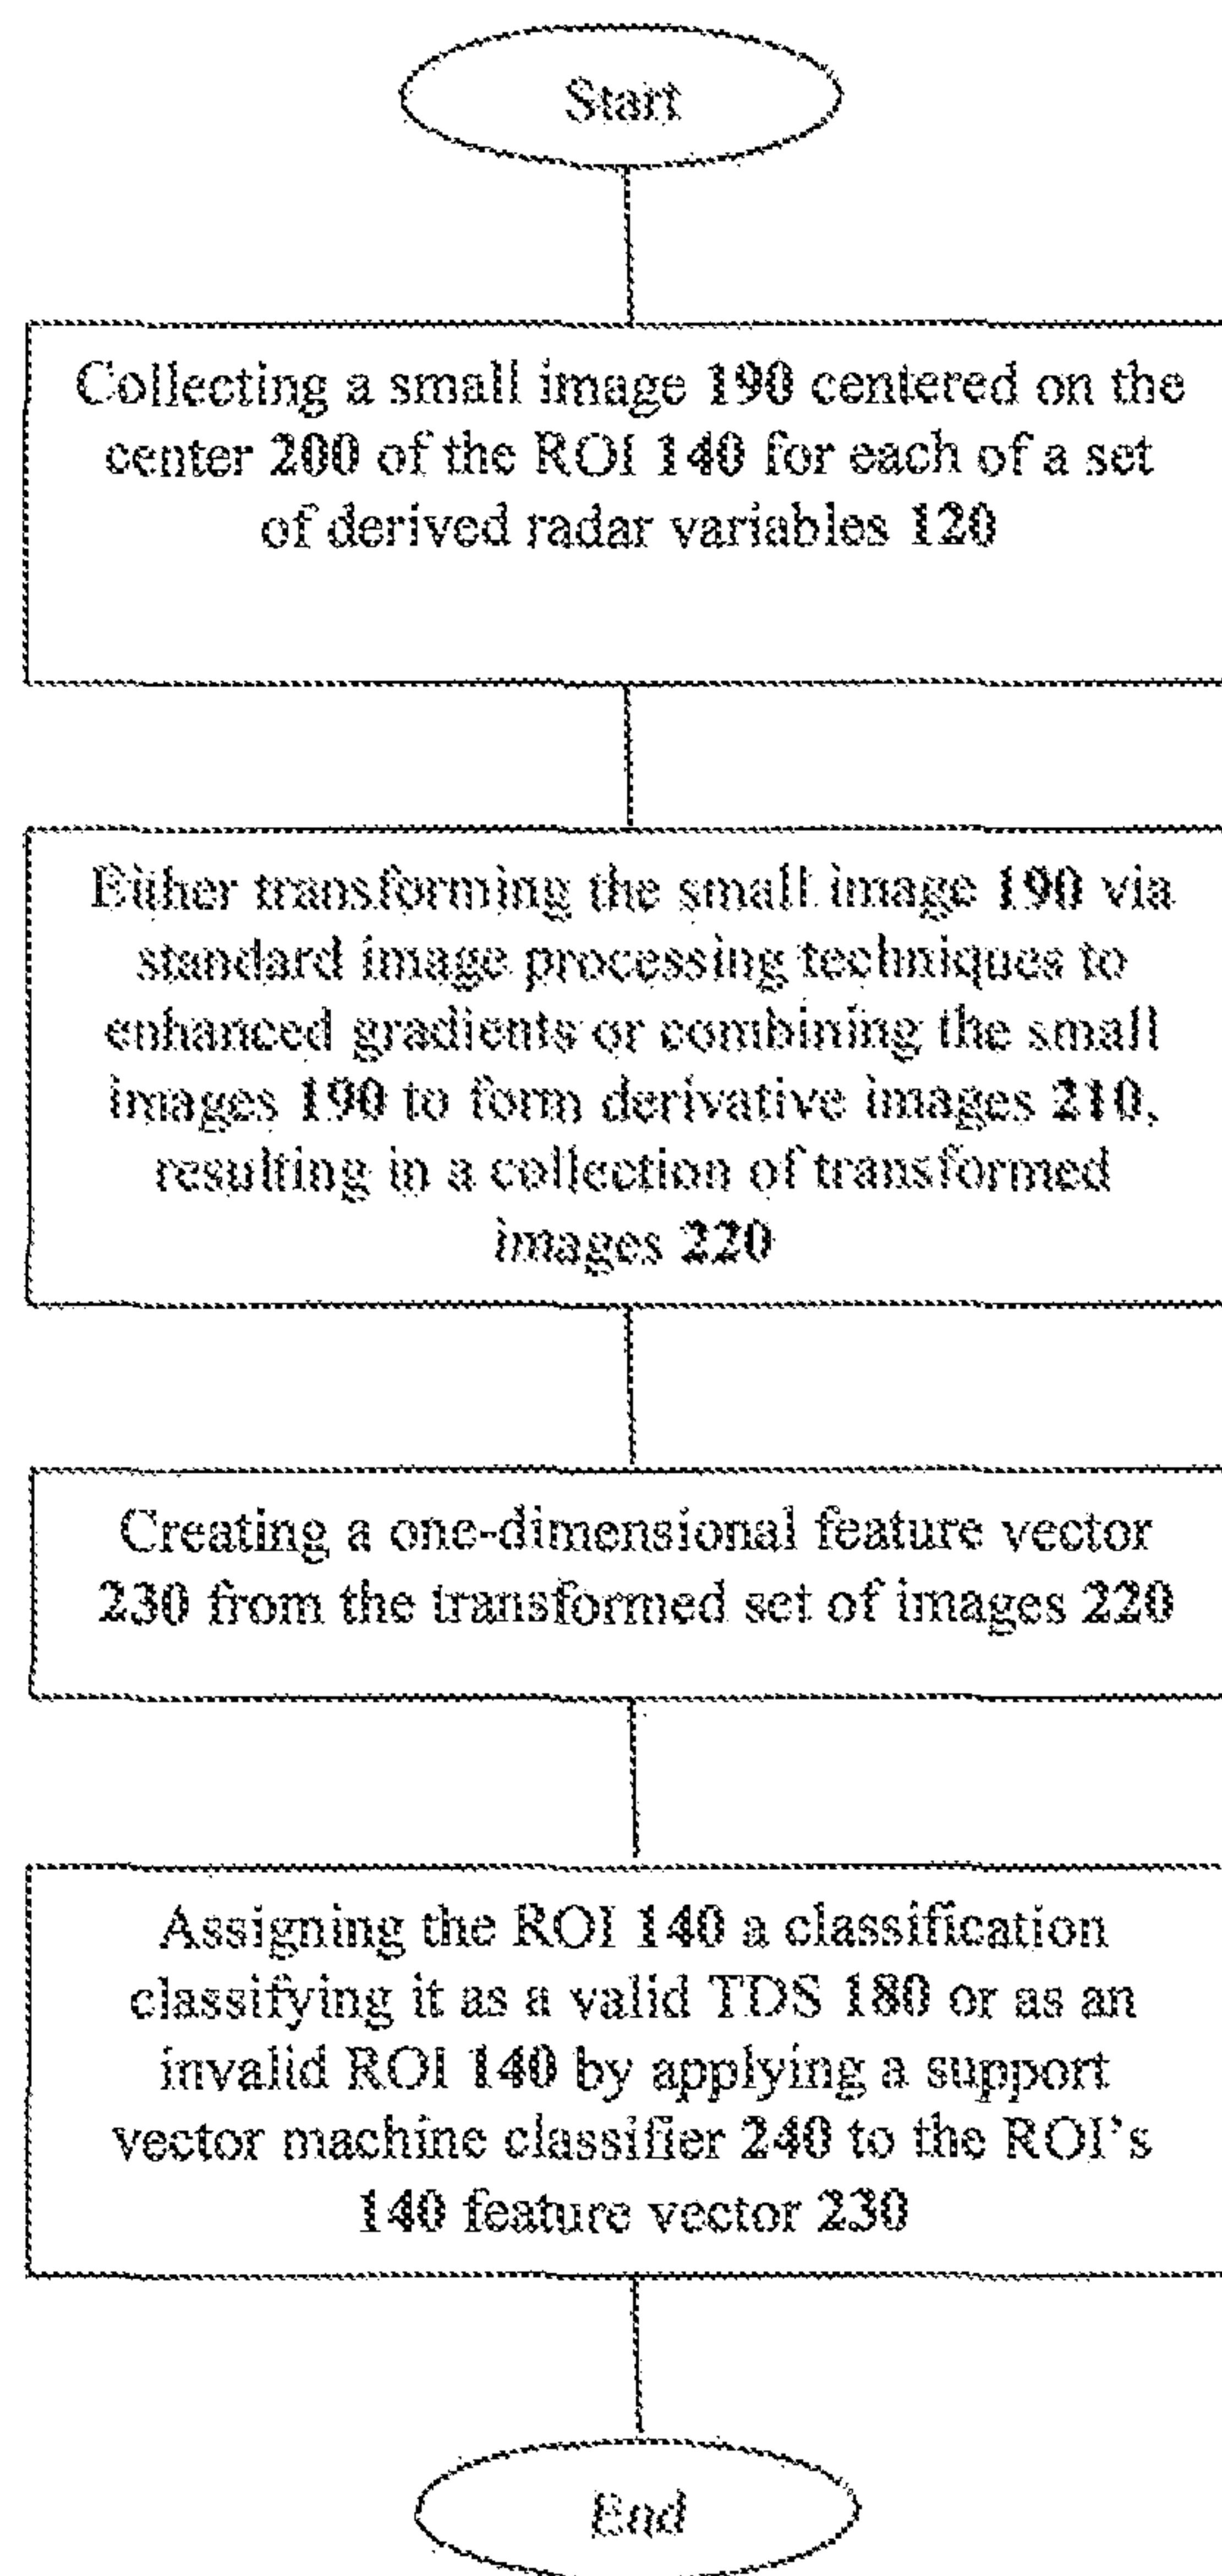 Start
Collecting a small image 190 centered on the
center 200 of the ROI 140 for each of a set
of derived radar variables 120
Either transforming the small image 190 via
standard image processing techniques to
enhanced gradients or combining the small
images 190 to form derivative images 210,
resulting in a collection of transformed
images 220
Creating a one-dimensional feature vector
230 from the transformed set of images 220
Assigning the ROI 140 a classification
classifying it as a valid TDS 180 or as an
invalid ROI 140 by applying a support
vector machine classifier 240 to the ROI's
140 feature vector 230
End